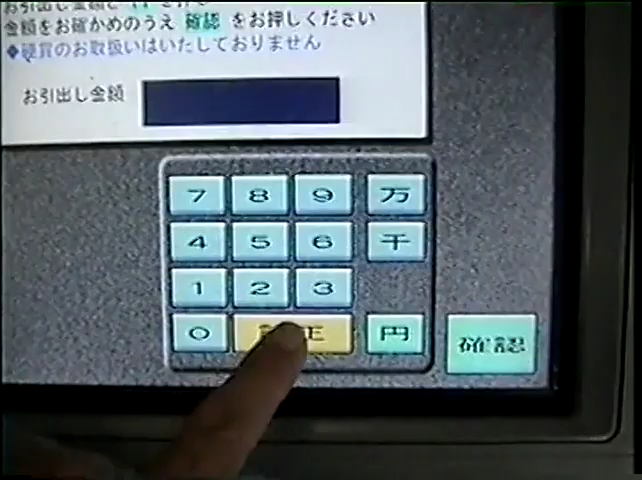 金額をお確かめのうえ 確認 をお押しください
◆硬貨のお取扱いはいたしておりません
お引出し金額
7 8 9 万
4 5 6 千
1 2 3
0 円
確認